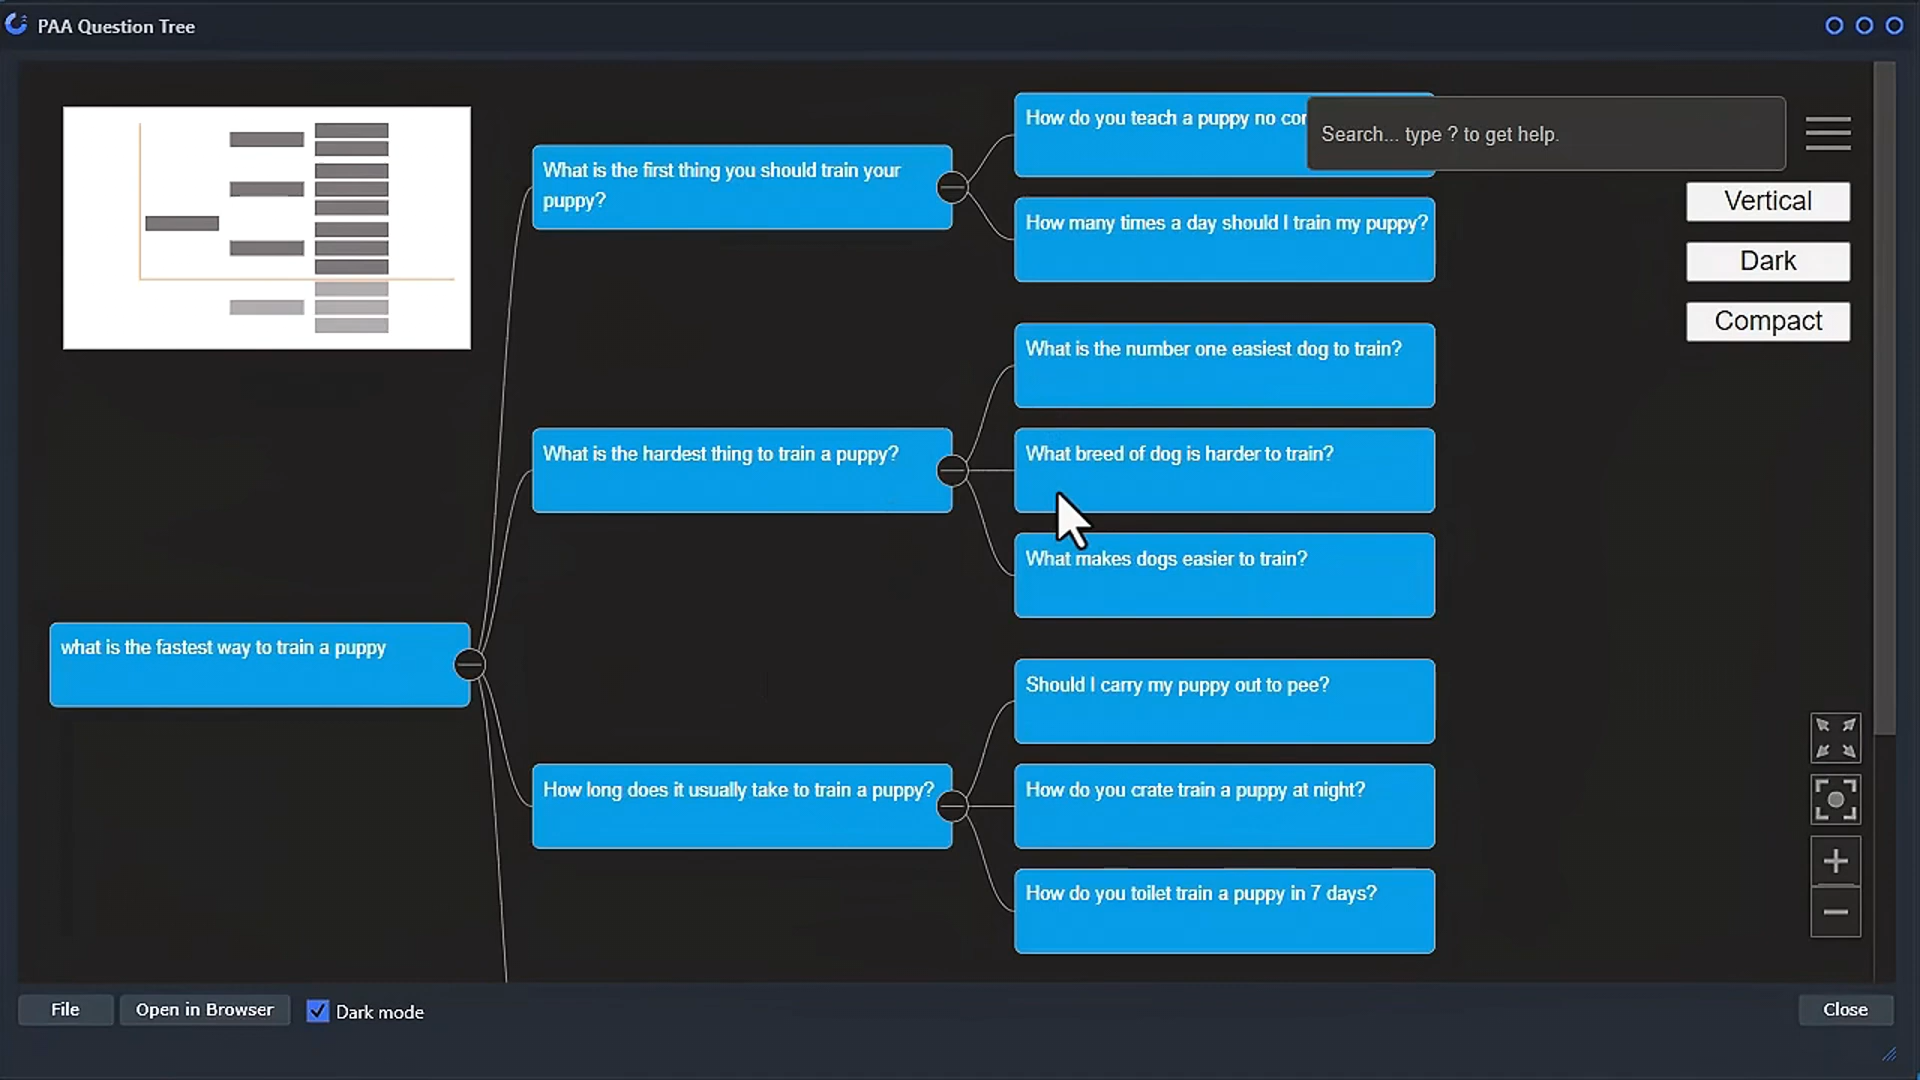 PAA Question Tree
How do you teach a puppy no
Search... type ? to get help.
What is the first thing you should train your
puppy?
How many times a day should I train my puppy?
Vertical
Dark
Compact
What is the number one easiest dog to train?
What is the hardest thing to train a puppy?
What breed of dog is harder to train?
What makes dogs easier to train?
what is the fastest way to train a puppy
Should I carry my puppy out to pee?
How long does it usually take to train a puppy?
How do you crate train a puppy at night?
How do you toilet train a puppy in 7 days?
File
Open in Browser
Dark mode
Close